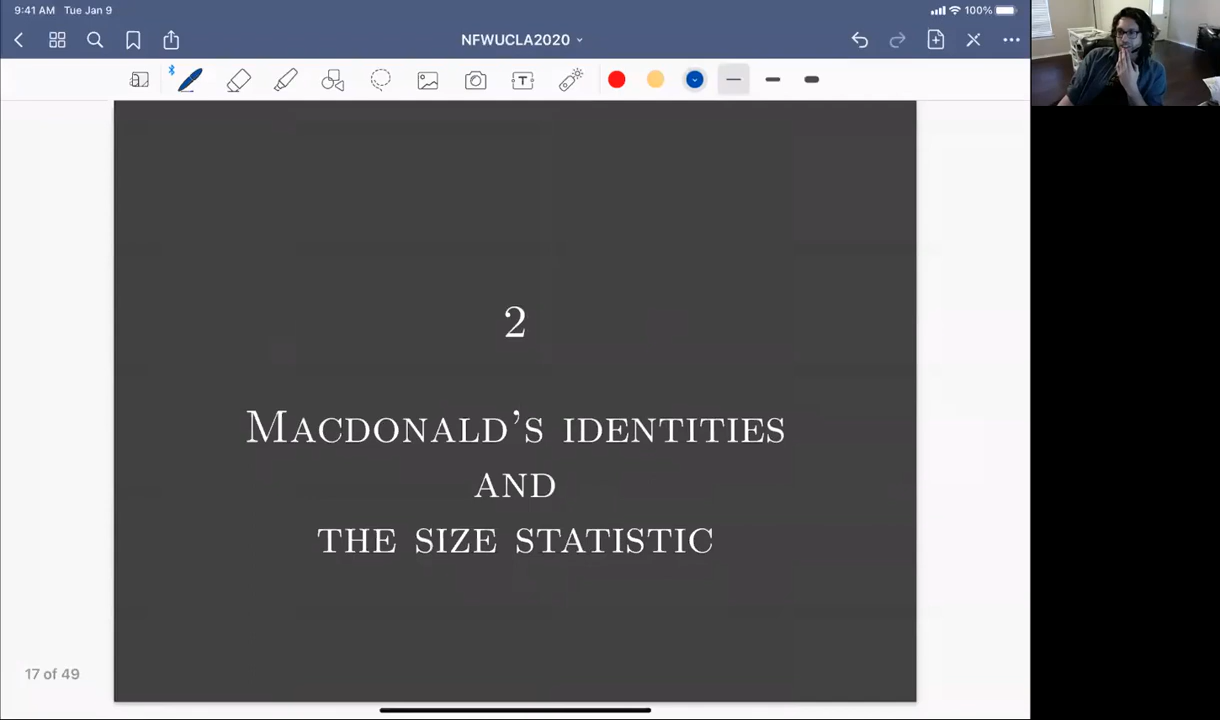 9:41 AM Tue Jan 9
100%
NFWUCLA2020
2
Macdonald's identities
and
the size statistic
17 of 49